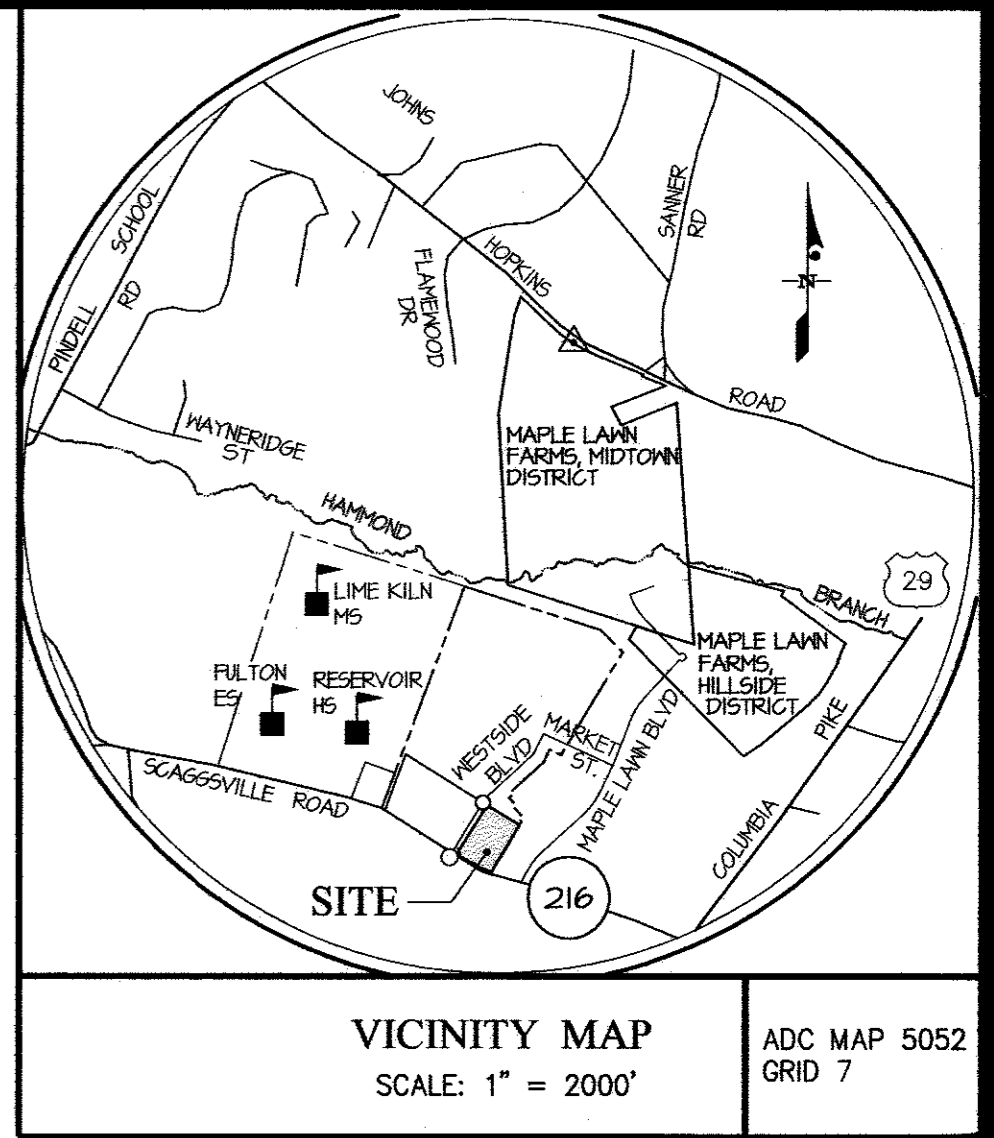 JOHNS
SCHOOL
SANNER
RD
HOPKINS
FLAMEWOOD
DR
N
PINDELL
RD
ROAD
WAYNERIDGE
ST
MAPLE LAWN
FARMS, MIDTOWN
DISTRICT
HAMMOND
29
BRANCH
LIME KILN
MS
MAPLE LAWN
FARMS,
HILLSIDE
DISTRICT
FULTON
ES
RESERVOIR
HS
WESTSIDE
BLVD
MARKET
ST.
MAPLE LAWN BLVD
PIKE
SCAGGSVILLE ROAD
COLUMBIA
SITE
216
VICINITY MAP
SCALE: 1" = 2000'
ADC MAP 5052
GRID 7